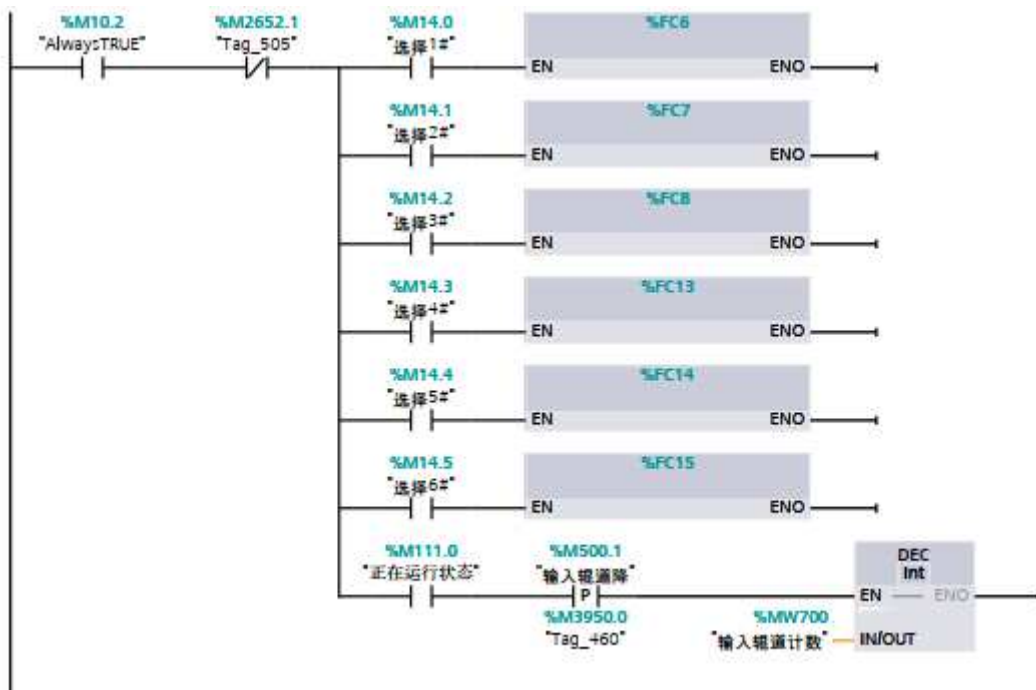 %M10.2
"AlwaysTRUE"
%M2652.1
"Tag_505"
%M14.0
"选择1#"
%FC6
EN
ENO
%M14.1
"选择2#"
%FC7
EN
ENO
%M14.2
"选择3#"
%FC8
EN
ENO
%M14.3
"选择4#"
%FC13
EN
ENO
%M14.4
"选择5#"
%FC14
EN
ENO
%M14.5
"选择6#"
%FC15
EN
ENO
%M111.0
"正在运行状态"
%M500.1
"输入辊道降"
P
%M3950.0
"Tag_460"
DEC
Int
EN
ENO
%MW700
"输入辊道计数"
IN/OUT